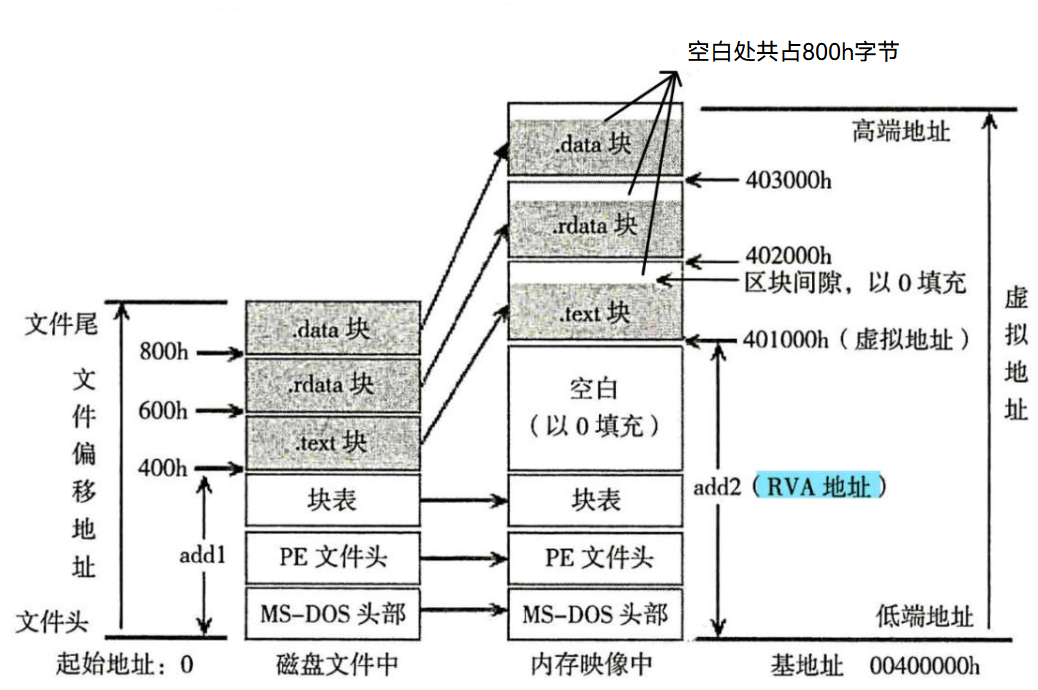 空白处共占800h字节
高端地址
.data 块
403000h
.rdata 块
402000h
区块间隙，以 0 填充
.text 块
401000h（虚拟地址）
虚拟地址
文件尾
.data 块
800h
.rdata 块
600h
.text 块
400h
文件偏移地址
空白
（以 0 填充）
add2（RVA 地址）
块表
块表
add1
PE 文件头
PE 文件头
文件头
MS-DOS 头部
MS-DOS 头部
低端地址
起始地址：0
磁盘文件中
内存映像中
基地址 00400000h